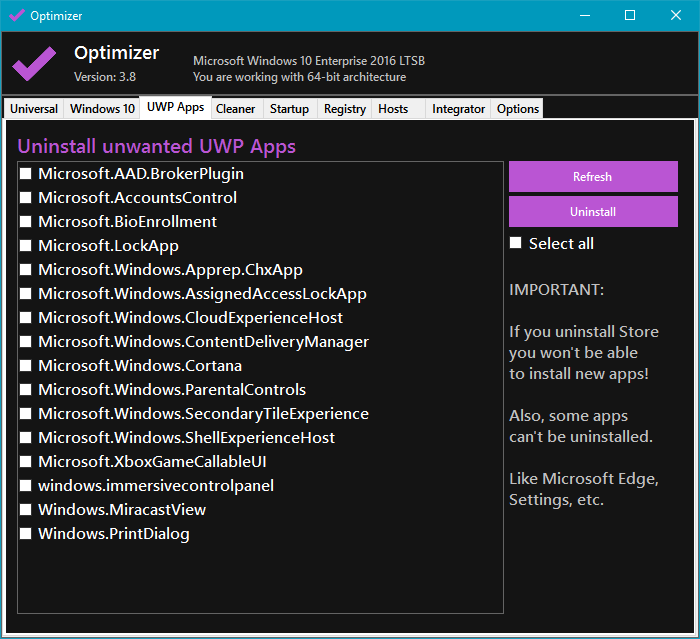 Optimizer
Optimizer
Version: 3.8
Microsoft Windows 10 Enterprise 2016 LTSB
You are working with 64-bit architecture
Universal
Windows 10
UWP Apps
Cleaner
Startup
Registry
Hosts
Integrator
Options
Uninstall unwanted UWP Apps
Microsoft.AAD.BrokerPlugin
Microsoft.AccountsControl
Microsoft.BioEnrollment
Microsoft.LockApp
Microsoft.Windows.Apprep.ChxApp
Microsoft.Windows.AssignedAccessLockApp
Microsoft.Windows.CloudExperienceHost
Microsoft.Windows.ContentDeliveryManager
Microsoft.Windows.Cortana
Microsoft.Windows.ParentalControls
Microsoft.Windows.SecondaryTileExperience
Microsoft.Windows.ShellExperienceHost
Microsoft.XboxGameCallableUI
windows.immersivecontrolpanel
Windows.MiracastView
Windows.PrintDialog
Refresh
Uninstall
Select all
IMPORTANT:
If you uninstall Store
you won't be able
to install new apps!
Also, some apps
can't be uninstalled.
Like Microsoft Edge,
Settings, etc.